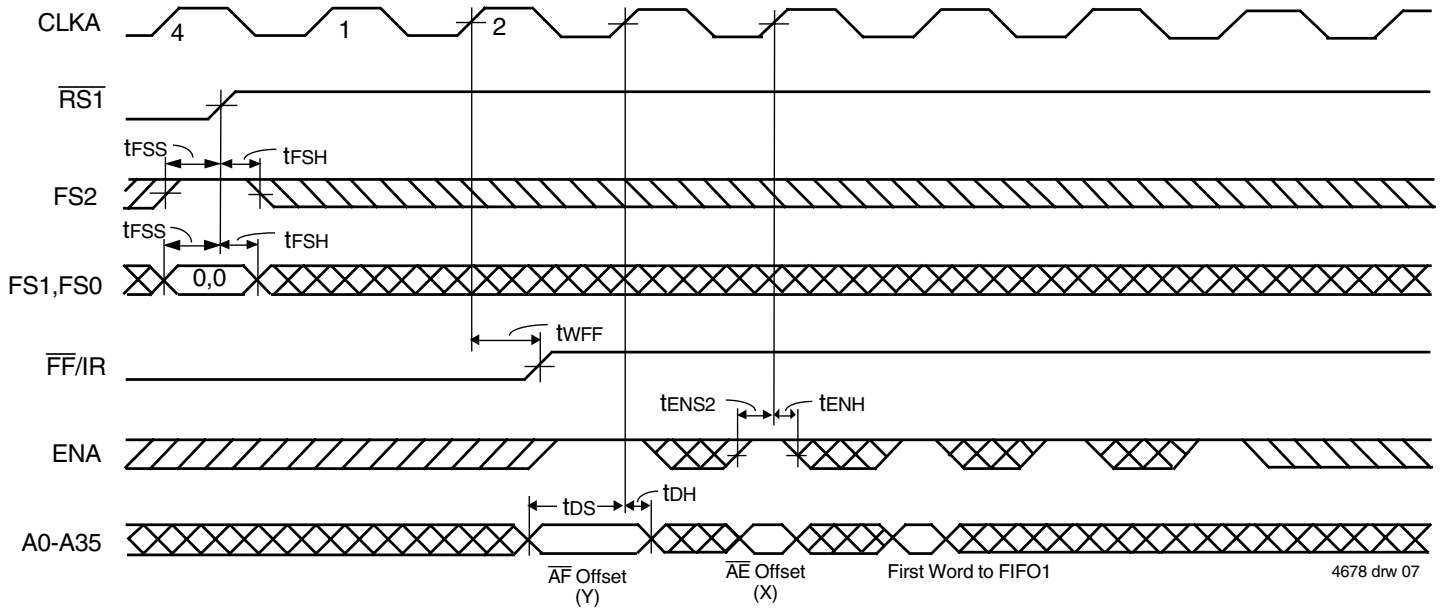 CLKA
4 1 2
RS1
tFSS tFSH
FS2
tFSS tFSH
FS1,FS0
0,0
tWFF
FF/IR
tENS2 tENH
ENA
tDS tDH
A0-A35
AF Offset
(Y)
AE Offset
(X)
First Word to FIFO1
4678 drw 07